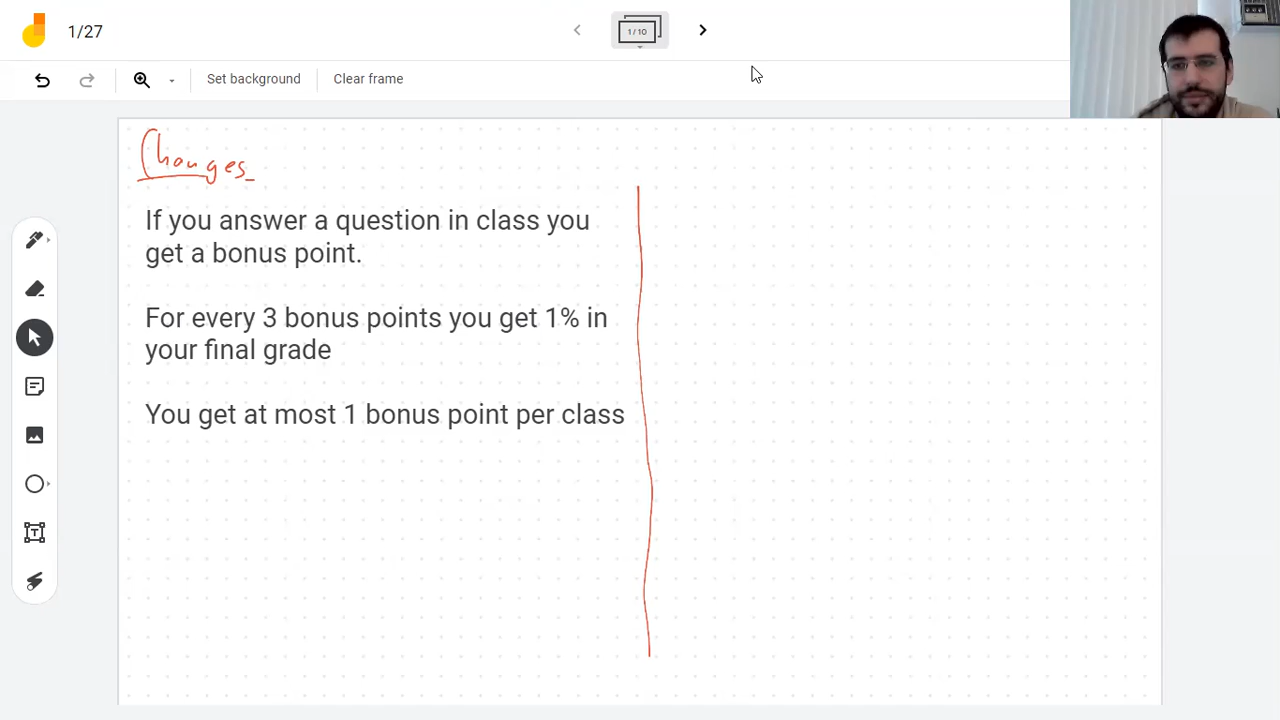 1/27
1/10
Set background
Clear frame
Changes
If you answer a question in class you
get a bonus point.
For every 3 bonus points you get 1% in
your final grade
You get at most 1 bonus point per class
T